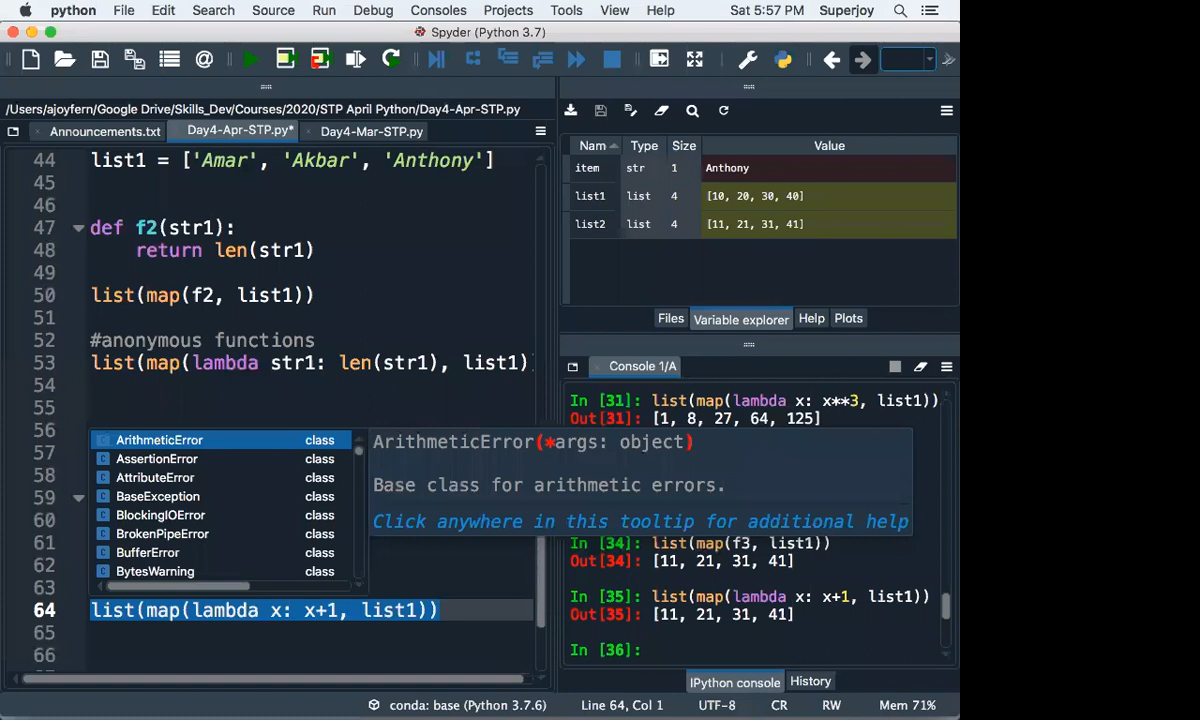 python File Edit Search Source Run Debug Consoles Projects Tools View Help Sat 5:57 PM Superjoy
Spyder (Python 3.7)
/Users/ajoyfern/Google Drive/Skills_Dev/Courses/2020/STP April Python/Day4-Apr-STP.py
Announcements.txt Day4-Apr-STP.py* Day4-Mar-STP.py
44 list1 = ['Amar', 'Akbar', 'Anthony']
45
46
47 def f2(str1):
48 return len(str1)
49
50 list(map(f2, list1))
51
52 #anonymous functions
53 list(map(lambda str1: len(str1), list1)
54
55
56
57
58
59
60
61
62
63
64 list(map(lambda x: x+1, list1))
65
66
ArithmeticError class
AssertionError class
AttributeError class
BaseException class
BlockingIOError class
BrokenPipeError class
BufferError class
BytesWarning class
ArithmeticError(*args: object)
Base class for arithmetic errors.
Click anywhere in this tooltip for additional help
Nam Type Size Value
item str 1 Anthony
list1 list 4 [10, 20, 30, 40]
list2 list 4 [11, 21, 31, 41]
Files Variable explorer Help Plots
Console 1/A
In [31]: list(map(lambda x: x**3, list1))
Out[31]: [1, 8, 27, 64, 125]
In [34]: list(map(f3, list1))
Out[34]: [11, 21, 31, 41]
In [35]: list(map(lambda x: x+1, list1))
Out[35]: [11, 21, 31, 41]
In [36]:
IPython console History
conda: base (Python 3.7.6) Line 64, Col 1 UTF-8 CR RW Mem 71%